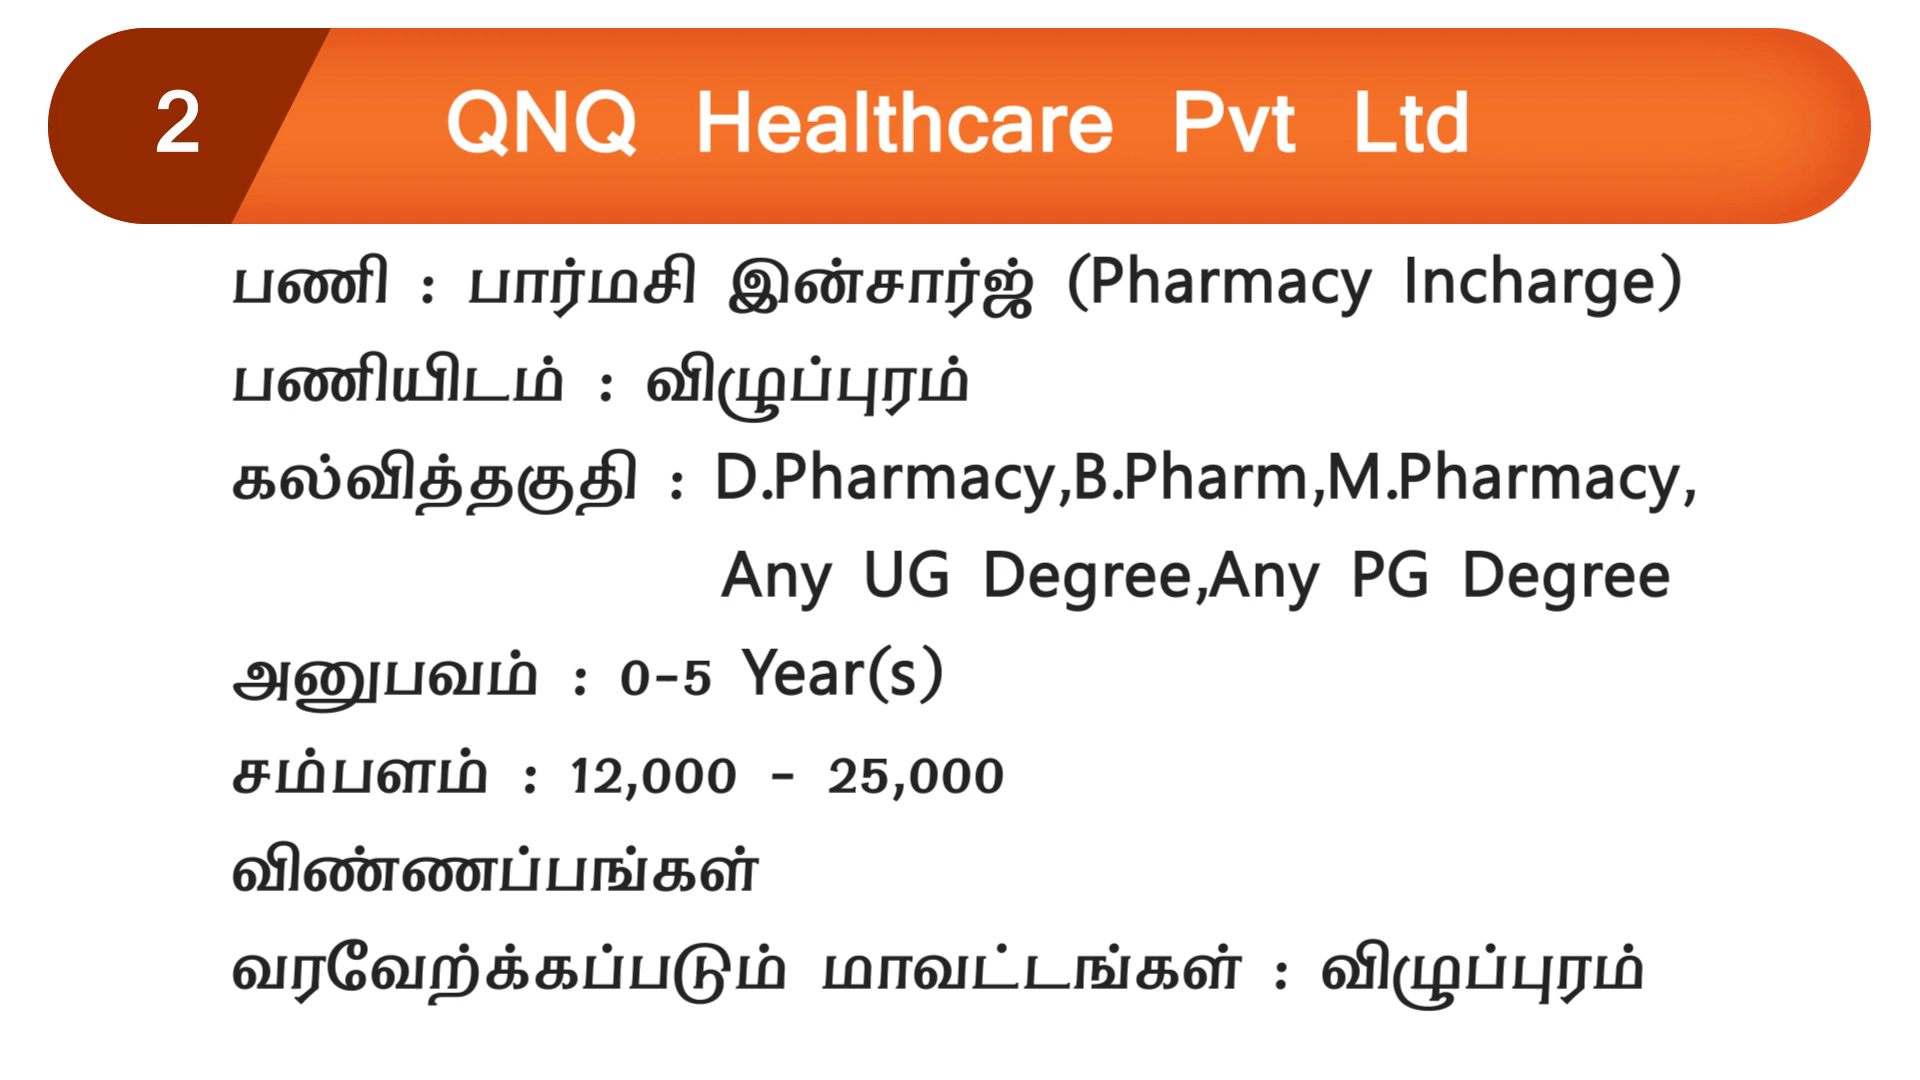 2 QNQ Healthcare Pvt Ltd
பணி : பார்மசி இன்சார்ஜ் (Pharmacy Incharge)
பணியிடம் : விழுப்புரம்
கல்வித்தகுதி : D.Pharmacy,B.Pharm,M.Pharmacy,
Any UG Degree,Any PG Degree
அனுபவம் : 0-5 Year(s)
சம்பளம் : 12,000 - 25,000
விண்ணப்பங்கள்
வரவேற்க்கப்படும் மாவட்டங்கள் : விழுப்புரம்